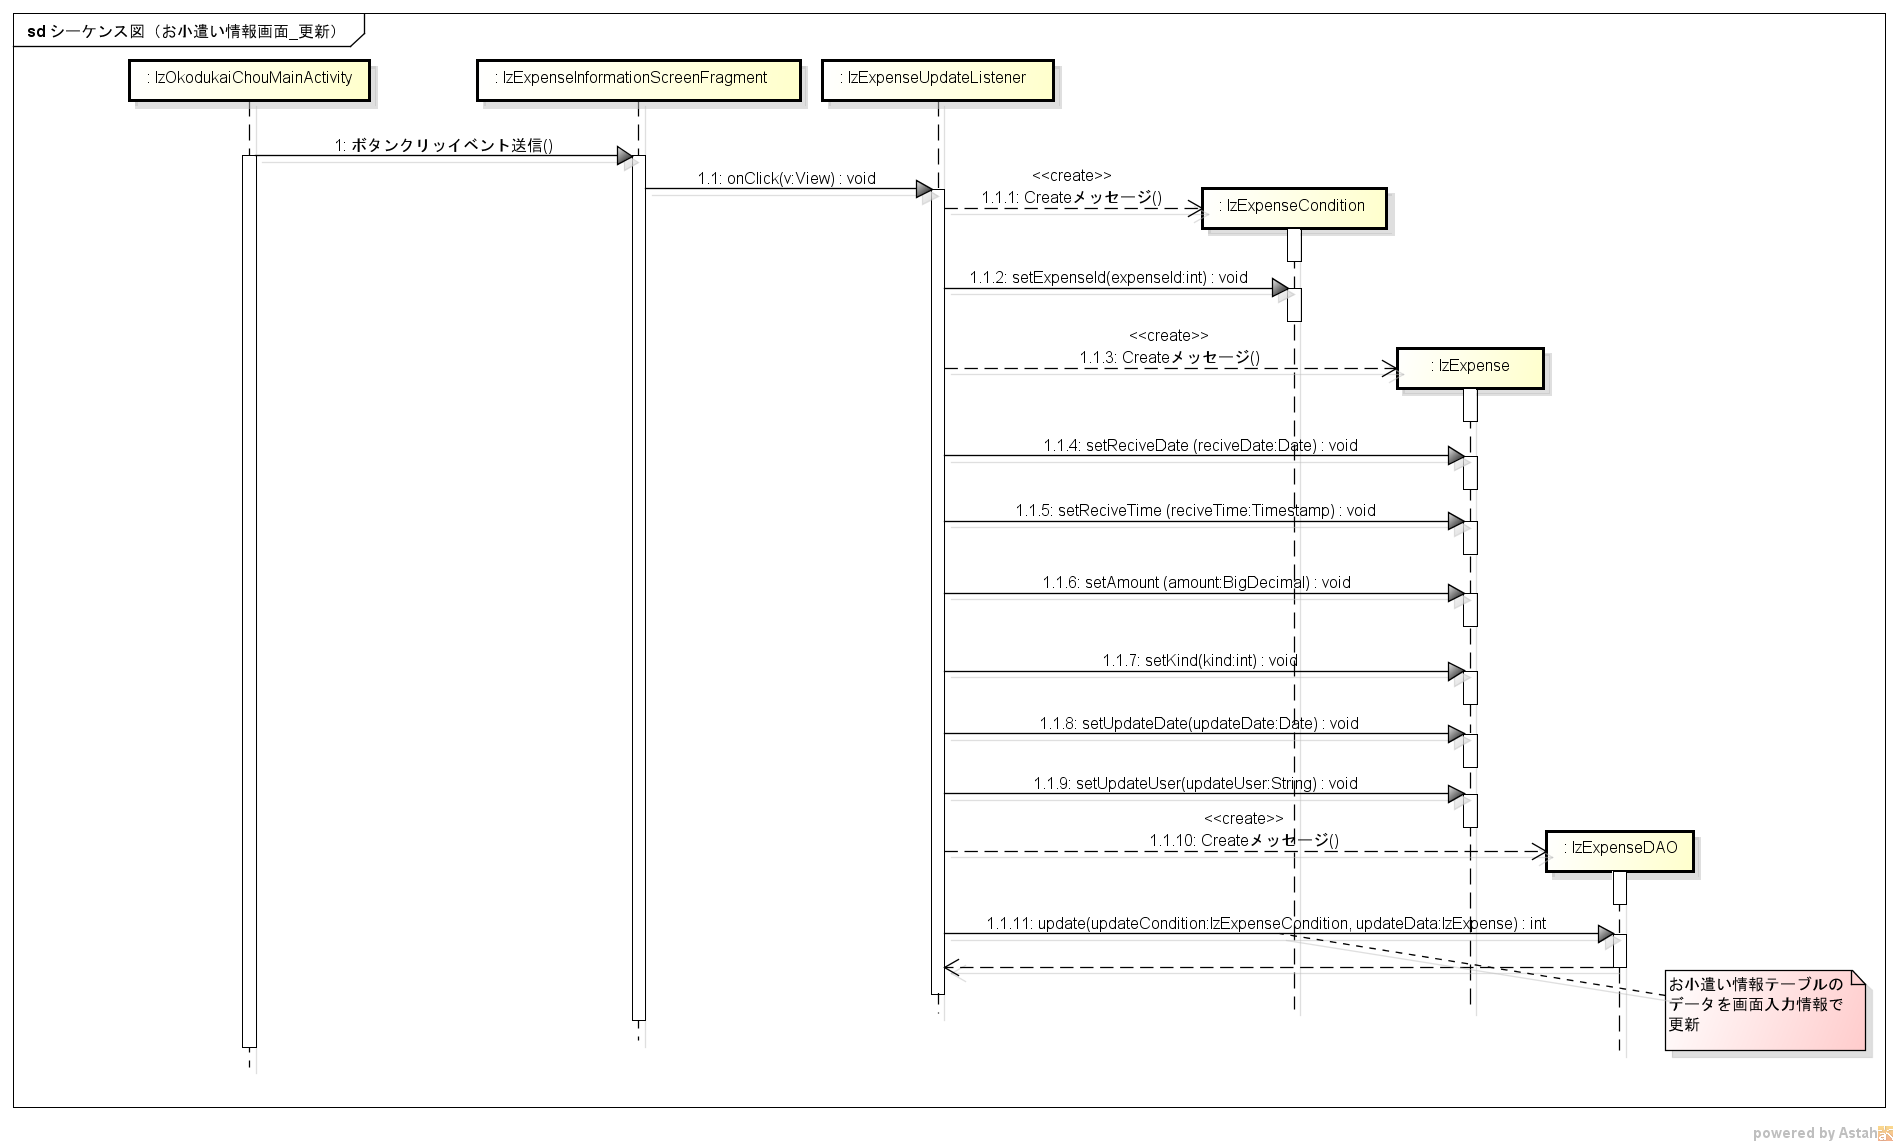 sd シーケンス図（お小遣い情報画面_更新）
: IzOkodukaiChouMainActivity
: IzExpenseInformationScreenFragment
: IzExpenseUpdateListener
1: ボタンクリッイベント送信()
1.1: onClick(v:View) : void
<<create>>
1.1.1: Createメッセージ()
: IzExpenseCondition
1.1.2: setExpenseId(expenseId:int) : void
<<create>>
1.1.3: Createメッセージ()
: IzExpense
1.1.4: setReciveDate (reciveDate:Date) : void
1.1.5: setReciveTime (reciveTime:Timestamp) : void
1.1.6: setAmount (amount:BigDecimal) : void
1.1.7: setKind(kind:int) : void
1.1.8: setUpdateDate(updateDate:Date) : void
1.1.9: setUpdateUser(updateUser:String) : void
<<create>>
1.1.10: Createメッセージ()
: IzExpenseDAO
1.1.11: update(updateCondition:IzExpenseCondition, updateData:IzExpense) : int
お小遣い情報テーブルの
データを画面入力情報で
更新
powered by Astah